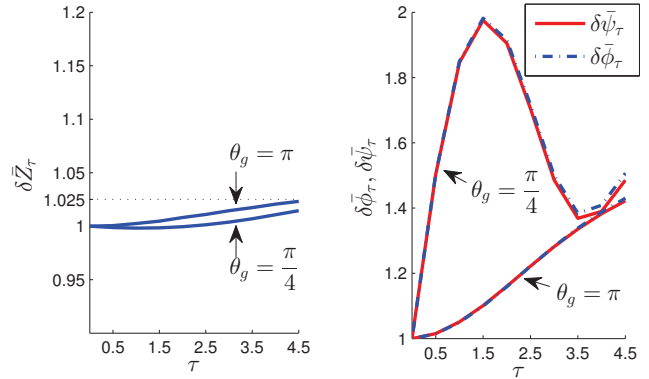 1.2
1.15
1.1
1.05
1.025
1
0.95
δZ̄_τ
θ_g = π
θ_g = π/4
0.5 1.5 2.5 3.5 4.5
τ
2
1.8
1.6
1.4
1.2
1
δφ̄_τ, δψ̄_τ
δψ̄_τ
δφ̄_τ
θ_g = π/4
θ_g = π
0.5 1.5 2.5 3.5 4.5
τ